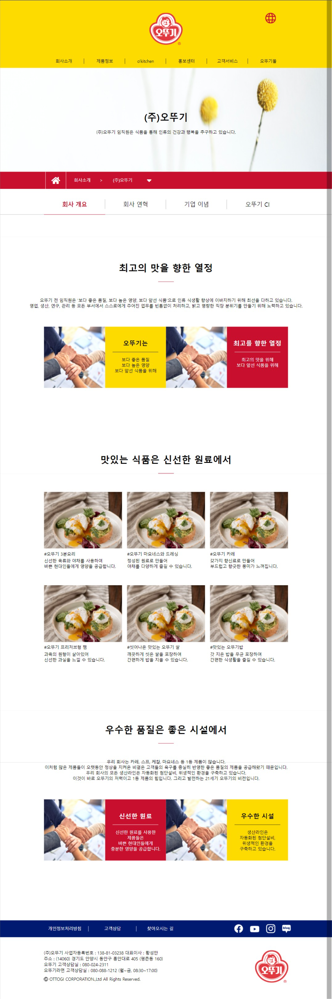 오뚜기
®
회사소개 | 제품정보 | o'kitchen | 홍보센터 | 고객서비스 | 오뚜기몰
(주)오뚜기
(주)오뚜기 임직원은 식품을 통해 인류의 건강과 행복을 추구하고 있습니다.
회사소개 > (주)오뚜기
회사 개요 회사 연혁 기업 이념 오뚜기 CI
최고의 맛을 향한 열정
오뚜기 전 임직원은 '보다 좋은 품질, 보다 높은 영양, 보다 앞선 식품'으로 인류 식생활 향상에 이바지하기 위해 최선을 다하고 있습니다.
영업, 생산, 연구, 관리 등 모든 부서에서 스스로에게 주어진 업무를 빈틈없이 처리하고, 밝고 명랑한 직장 분위기를 만들기 위해 노력하고 있습니다.
오뚜기는
보다 좋은 품질
보다 높은 영양
보다 앞선 식품을 위해
최고를 향한 열정
최고의 맛을 위해
보다 앞선 식품을 위해
맛있는 식품은 신선한 원료에서
#오뚜기 3분요리
신선한 육류와 야채를 사용하여
바쁜 현대인들에게 영양을 공급합니다.
#오뚜기 마요네스와 드레싱
정성된 원료로 만들어
야채를 다양하게 즐길 수 있습니다.
#오뚜기 카레
갖가지 향신료로 만들어
부드럽고 향긋한 풍미가 느껴집니다.
#오뚜기 프리저브형 쨈
과육의 원형이 살아있어
신선한 과실을 느낄 수 있습니다.
#씻어나온 맛있는 오뚜기 쌀
깨끗하게 씻은 쌀을 포장하여
간편하게 밥을 지을 수 있습니다.
#맛있는 오뚜기밥
갓 지은 밥을 무균 포장하여
간편한 식생활을 즐길 수 있습니다.
우수한 품질은 좋은 시설에서
우리 회사는 카레, 스프, 케찹, 마요네스 등 1등 제품이 많습니다.
이처럼 많은 제품들이 오랫동안 정상을 지켜온 비결은 고객들의 욕구를 충실히 반영한 좋은 품질의 제품을 공급해왔기 때문입니다.
우리 회사의 모든 생산라인은 자동화된 첨단설비, 위생적인 환경을 구축하고 있습니다.
이것이 바로 오뚜기의 저력이고 1등 제품의 힘입니다. 그리고 발전하는 21세기 오뚜기의 비전입니다.
신선한 원료
신선한 원료를 사용한
제품들은
바쁜 현대인들에게
충분한 영양을 공급합니다.
우수한 시설
생산라인은
자동화된 첨단설비,
위생적인 환경을
구축하고 있습니다.
개인정보처리방침 | 고객상담 | 찾아오시는 길
blog
(주)오뚜기 사업자등록번호 : 138-81-03238 대표이사 : 황성만
주소 : (14060) 경기도 안양시 동안구 흥안대로 405 (평촌동 160)
오뚜기 고객상담실 : 080-024-2311
오뚜기라면 고객상담실 : 080-088-1212 (월~금, 08:30~17:00)
© OTTOGI CORPORATION.,Ltd All Rights Reserved.
오뚜기
®